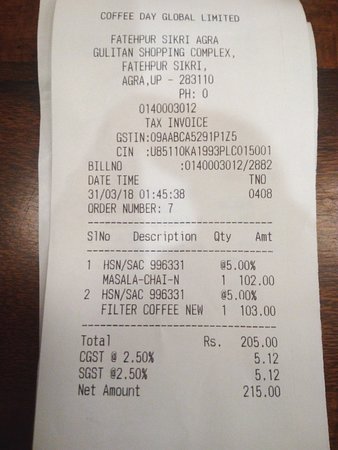 COFFEE DAY GLOBAL LIMITED
FATEHPUR SIKRI AGRA
GULITAN SHOPPING COMPLEX,
FATEHPUR SIKRI,
AGRA,UP - 283110
PH: 0
0140003012
TAX INVOICE
GSTIN:09AABCA5291P1Z5
CIN :U85110KA1993PLC015001
BILLNO :0140003012/2882
DATE TIME TNO
31/03/18 01:45:38 0408
ORDER NUMBER: 7
SlNo Description Qty Amt
1 HSN/SAC 996331 @5.00%
MASALA-CHAI-N 1 102.00
2 HSN/SAC 996331 @5.00%
FILTER COFFEE NEW 1 103.00
Total Rs. 205.00
CGST @ 2.50% 5.12
SGST @2.50% 5.12
Net Amount 215.00